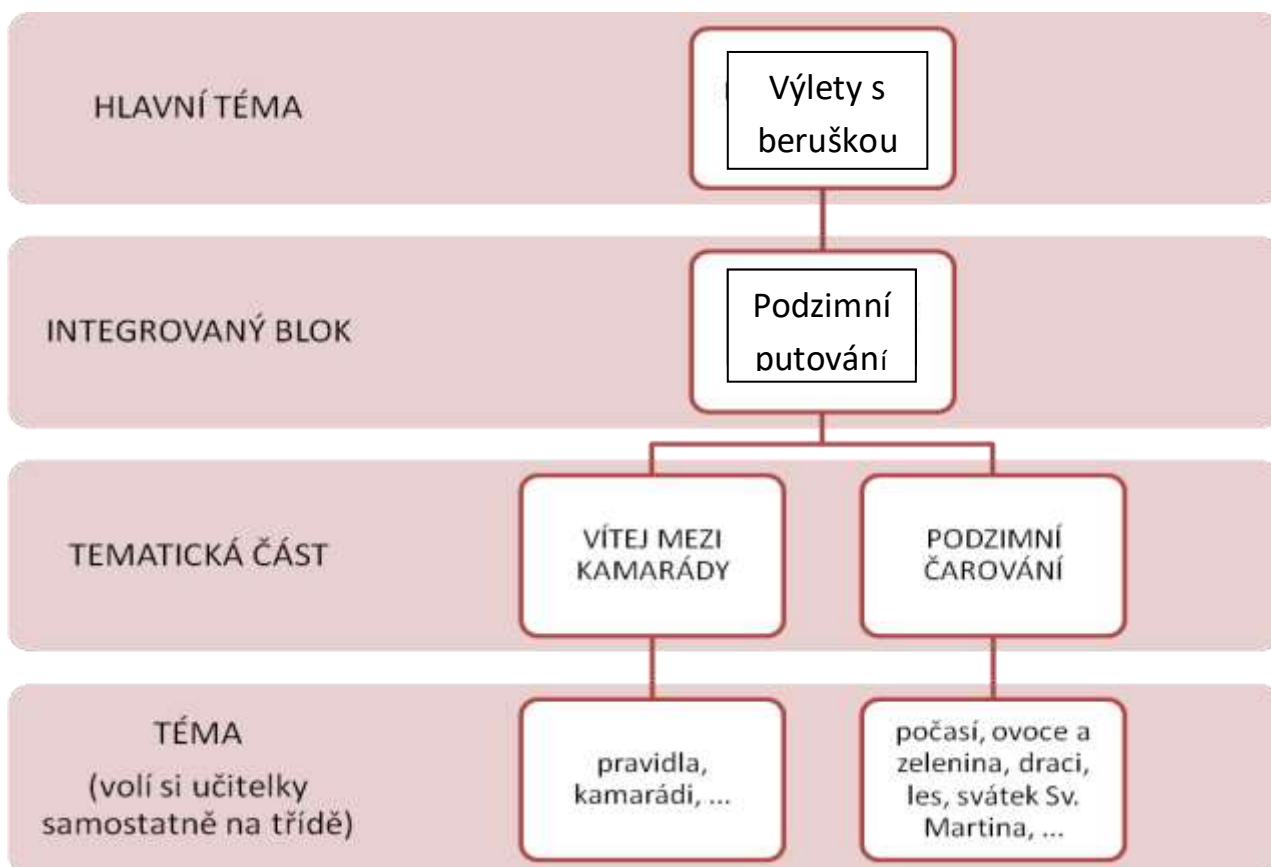 HLAVNÍ TÉMA
Výlety s
beruškou
INTEGROVANÝ BLOK
Podzimní
putování
TEMATICKÁ ČÁST
VÍTEJ MEZI
KAMARÁDY
PODZIMNÍ
ČAROVÁNÍ
TÉMA
(volí si učitelky
samostatně na třídě)
pravidla,
kamarádi, ...
počasí, ovoce a
zelenina, draci,
les, svátek Sv.
Martina, ...